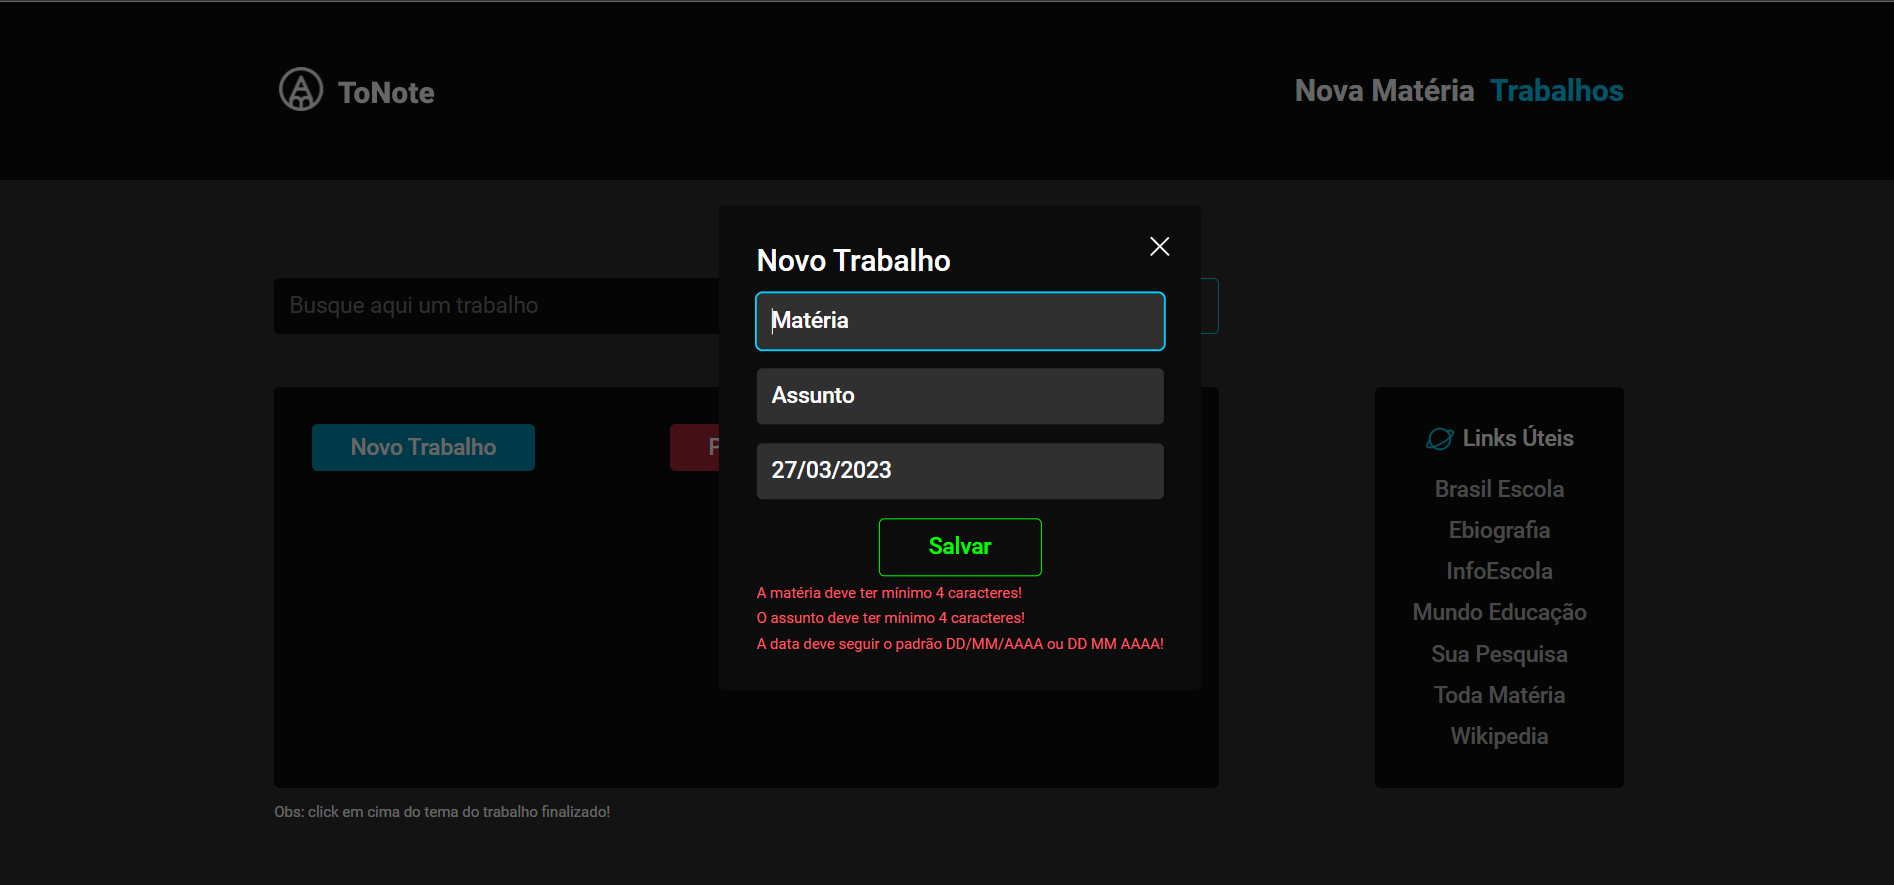 ToNote
Nova Matéria Trabalhos
Busque aqui um trabalho
Novo Trabalho
Novo Trabalho
Matéria
Assunto
27/03/2023
Salvar
A matéria deve ter mínimo 4 caracteres!
O assunto deve ter mínimo 4 caracteres!
A data deve seguir o padrão DD/MM/AAAA ou DD MM AAAA!
Links Úteis
Brasil Escola
Ebiografia
InfoEscola
Mundo Educação
Sua Pesquisa
Toda Matéria
Wikipedia
Obs: click em cima do tema do trabalho finalizado!